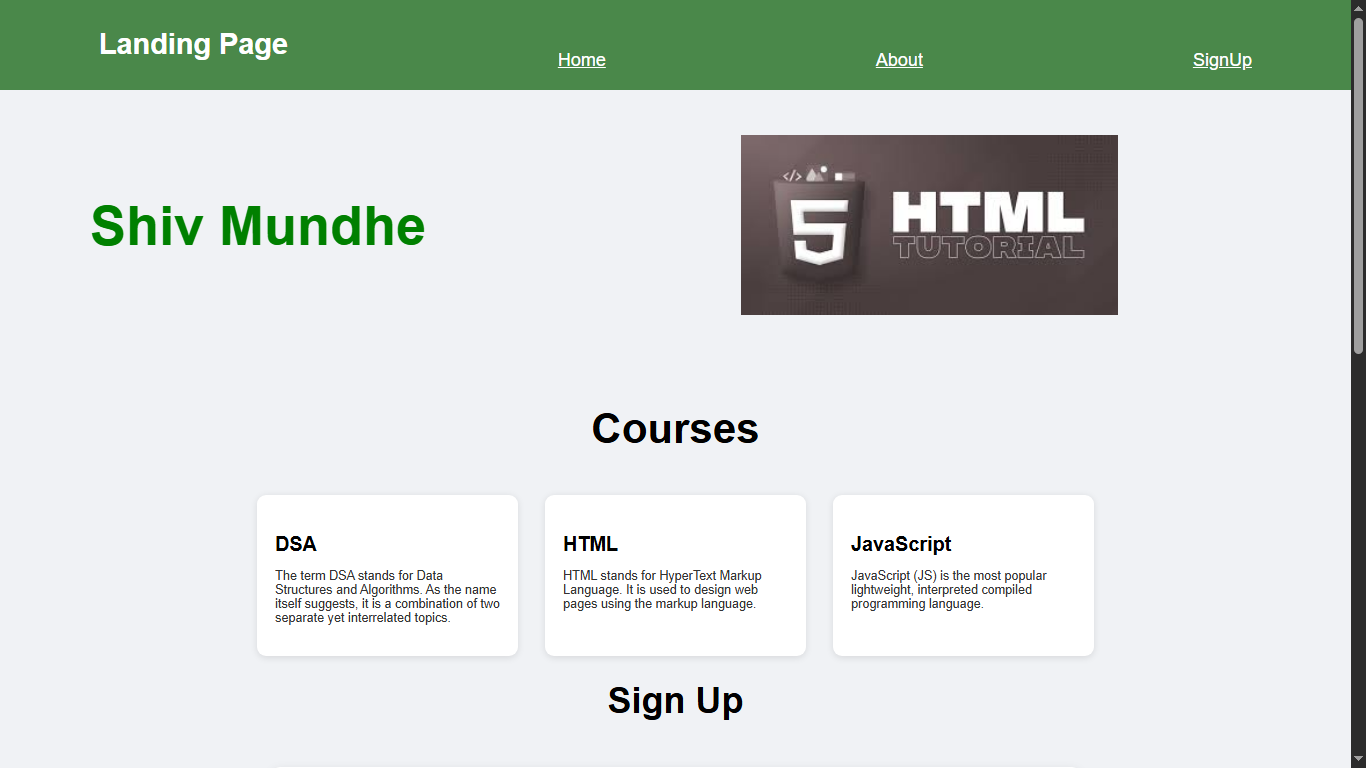 Landing Page
Home
About
SignUp
Shiv Mundhe
</>
5
HTML
TUTORIAL
Courses
DSA
The term DSA stands for Data
Structures and Algorithms. As the name
itself suggests, it is a combination of two
separate yet interrelated topics.
HTML
HTML stands for HyperText Markup
Language. It is used to design web
pages using the markup language.
JavaScript
JavaScript (JS) is the most popular
lightweight, interpreted compiled
programming language.
Sign Up